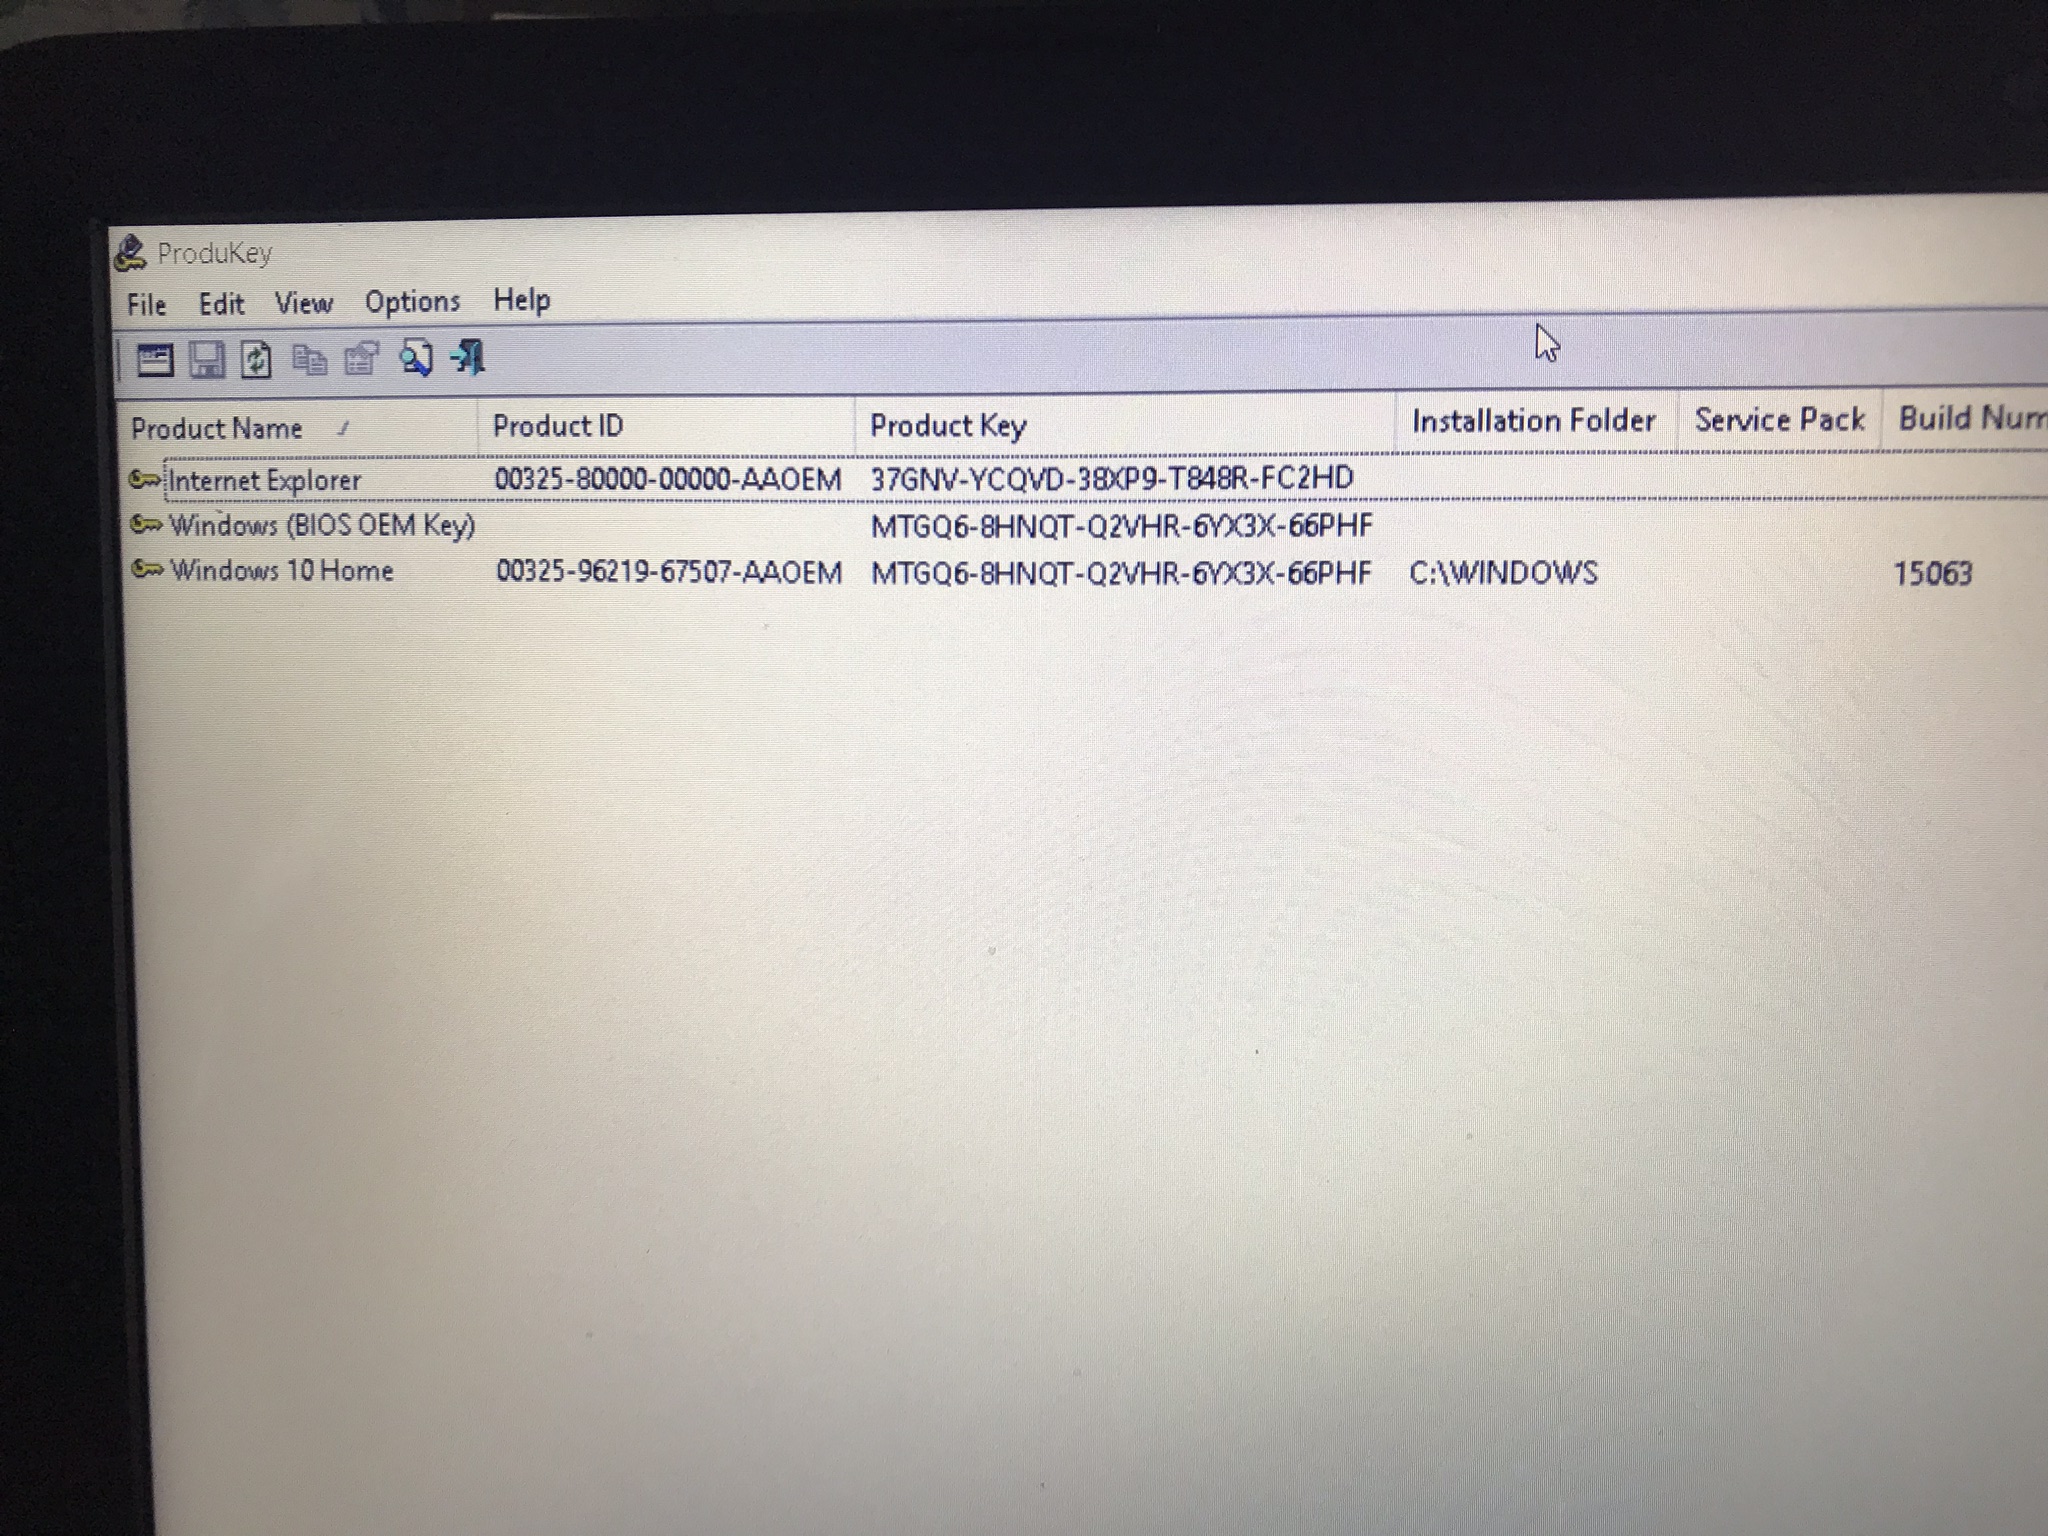 ProduKey
File Edit View Options Help
Product Name Product ID Product Key Installation Folder Service Pack Build Num
Internet Explorer 00325-80000-00000-AAOEM 37GNV-YCQVD-38XP9-T848R-FC2HD
Windows (BIOS OEM Key) MTGQ6-8HNQT-Q2VHR-6YX3X-66PHF
Windows 10 Home 00325-96219-67507-AAOEM MTGQ6-8HNQT-Q2VHR-6YX3X-66PHF C:\WINDOWS 15063